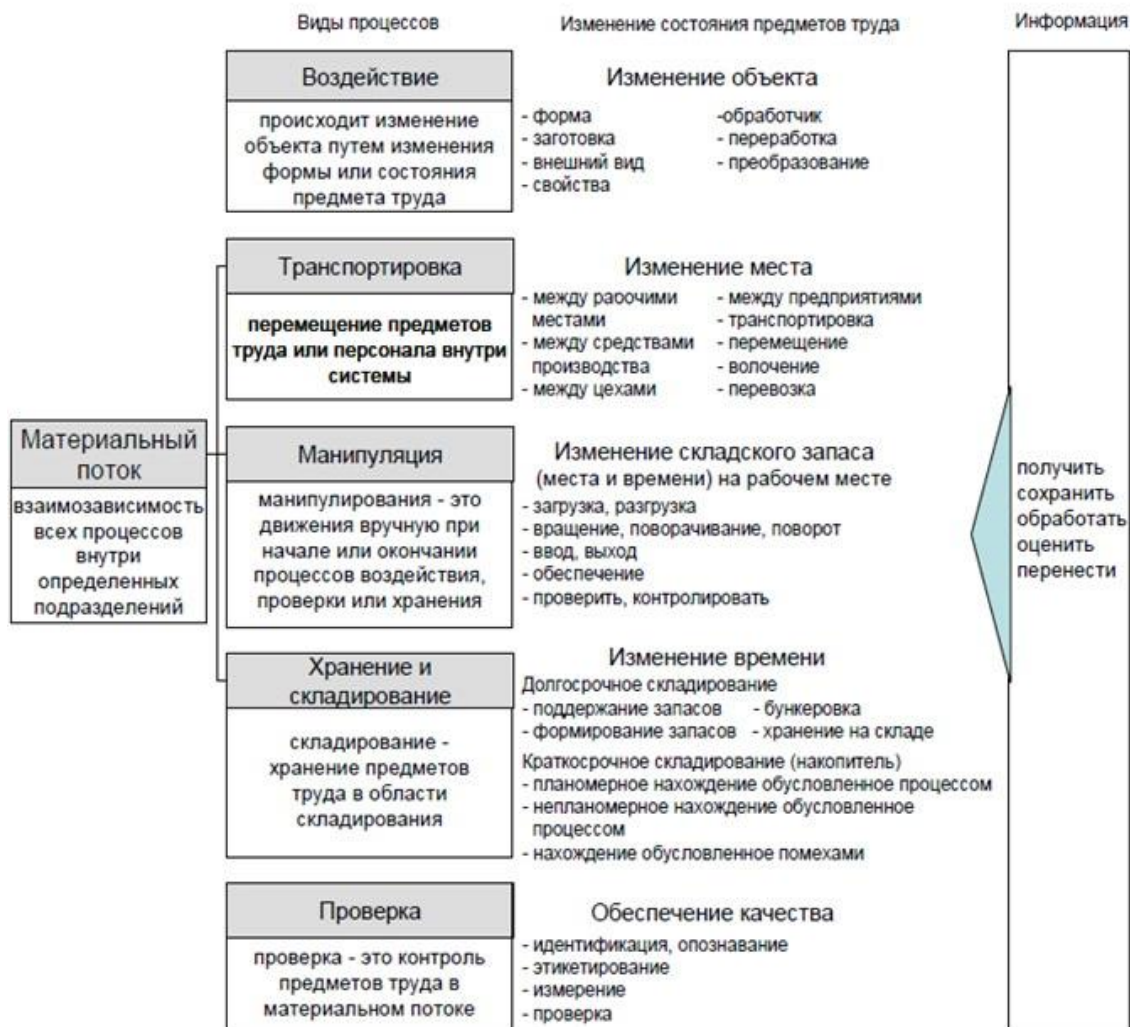 Виды процессов
Изменение состояния предметов труда
Информация
Воздействие
происходит изменение
объекта путем изменения
формы или состояния
предмета труда
Изменение объекта
- форма
- заготовка
- внешний вид
- свойства
-обработчик
- переработка
- преобразование
Транспортировка
перемещение предметов
труда или персонала внутри
системы
Изменение места
- между рабочими
местами
- между средствами
производства
- между цехами
- между предприятиями
- транспортировка
- перемещение
- волочение
- перевозка
Материальный
поток
взаимозависимость
всех процессов
внутри
определенных
подразделений
Манипуляция
манипулирования - это
движения вручную при
начале или окончании
процессов воздействия,
проверки или хранения
Изменение складского запаса
(места и времени) на рабочем месте
- загрузка, разгрузка
- вращение, поворачивание, поворот
- ввод, выход
- обеспечение
- проверить, контролировать
получить
сохранить
обработать
оценить
перенести
Хранение и
складирование
складирование -
хранение предметов
труда в области
складирования
Изменение времени
Долгосрочное складирование
- поддержание запасов
- бункеровка
- формирование запасов
- хранение на складе
Краткосрочное складирование (накопитель)
- планомерное нахождение обусловленное процессом
- непланомерное нахождение обусловленное
процессом
- нахождение обусловленное помехами
Проверка
проверка - это контроль
предметов труда в
материальном потоке
Обеспечение качества
- идентификация, опознавание
- этикетирование
- измерение
- проверка